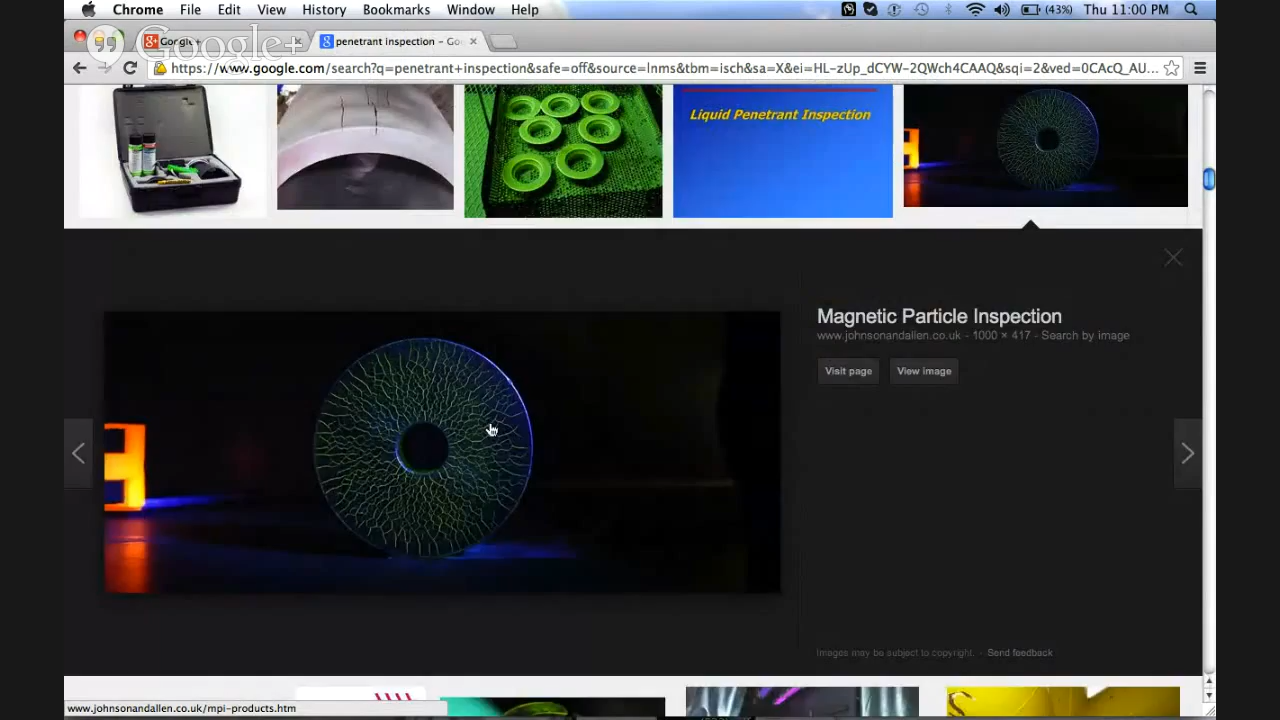 Chrome File Edit View History Bookmarks Window Help (43%) Thu 11:00 PM
Google+
Google+ penetrant inspection - Go
https://www.google.com/search?q=penetrant+inspection&safe=off&source=lnms&tbm=isch&sa=X&ei=HL-zUp_dCYW-2QWch4CAAQ&sqi=2&ved=0CAcQ_AU...
Liquid Penetrant Inspection
Magnetic Particle Inspection
www.johnsonandallen.co.uk - 1000 × 417 - Search by image
Visit page View image
Images may be subject to copyright. - Send feedback
www.johnsonandallen.co.uk/mpi-products.htm